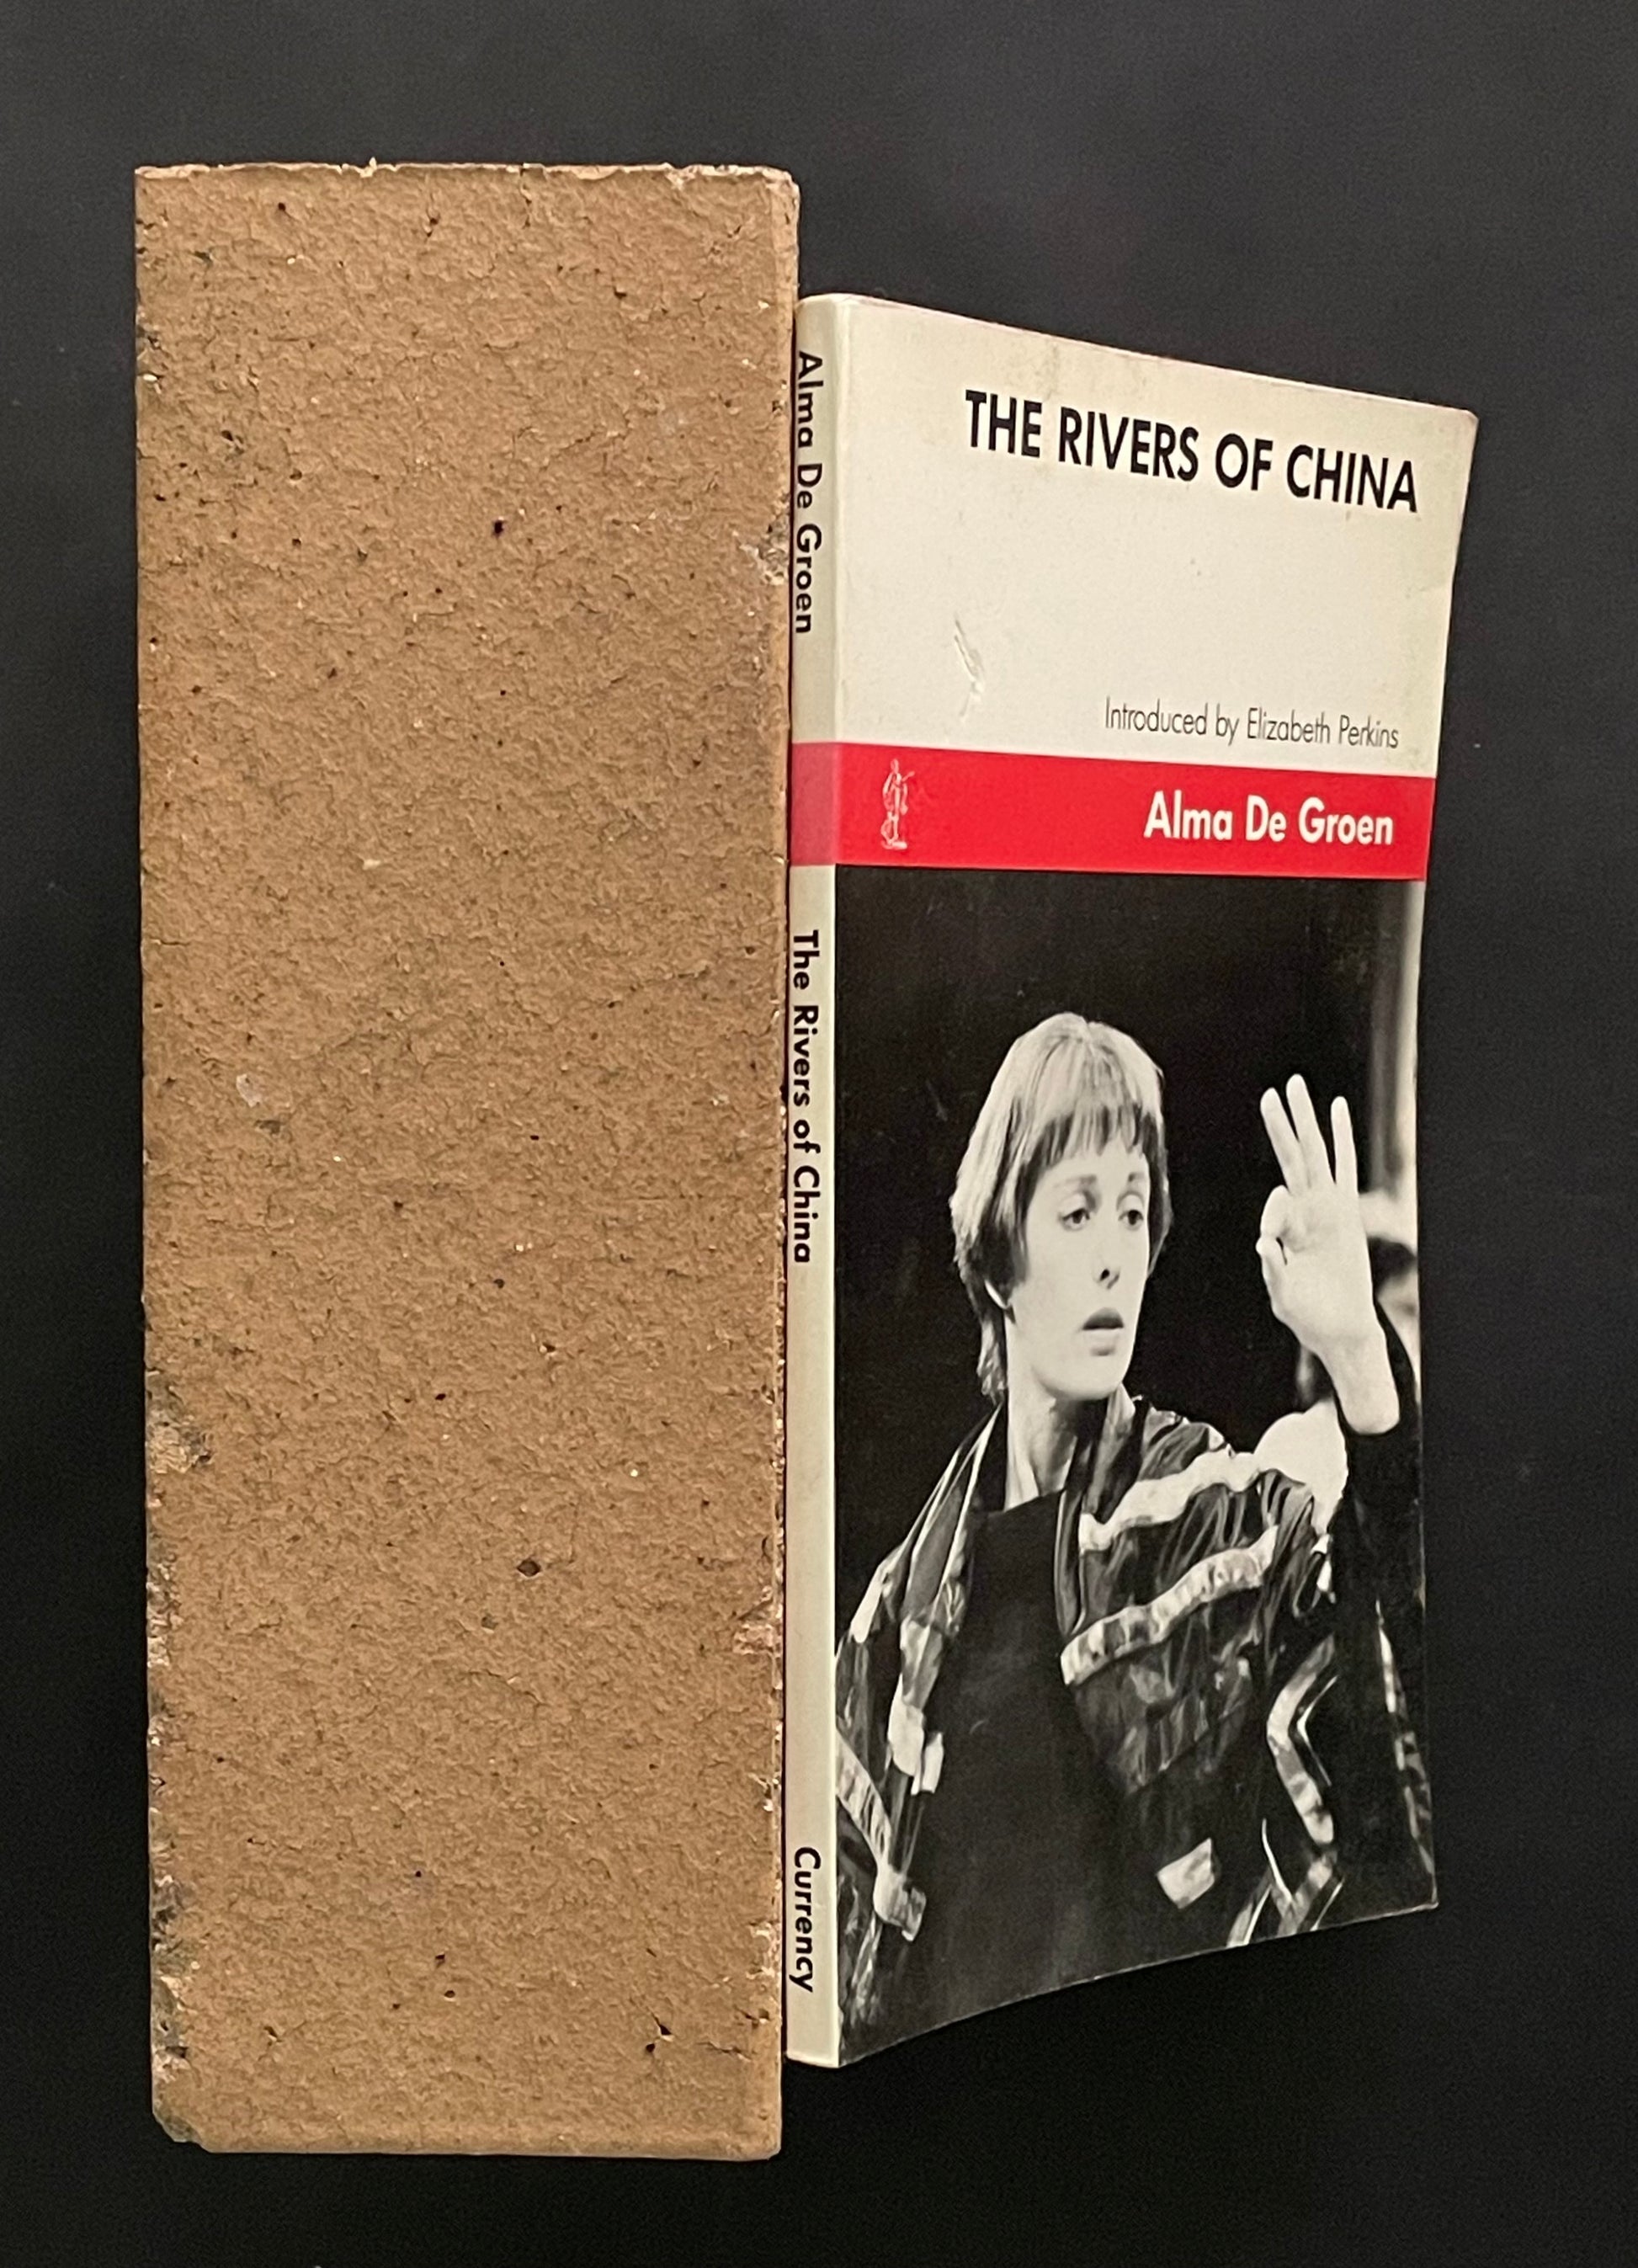 Alma De Groen
The Rivers of China
Currency
THE RIVERS OF CHINA
Introduced by Elizabeth Perkins
Alma De Groen